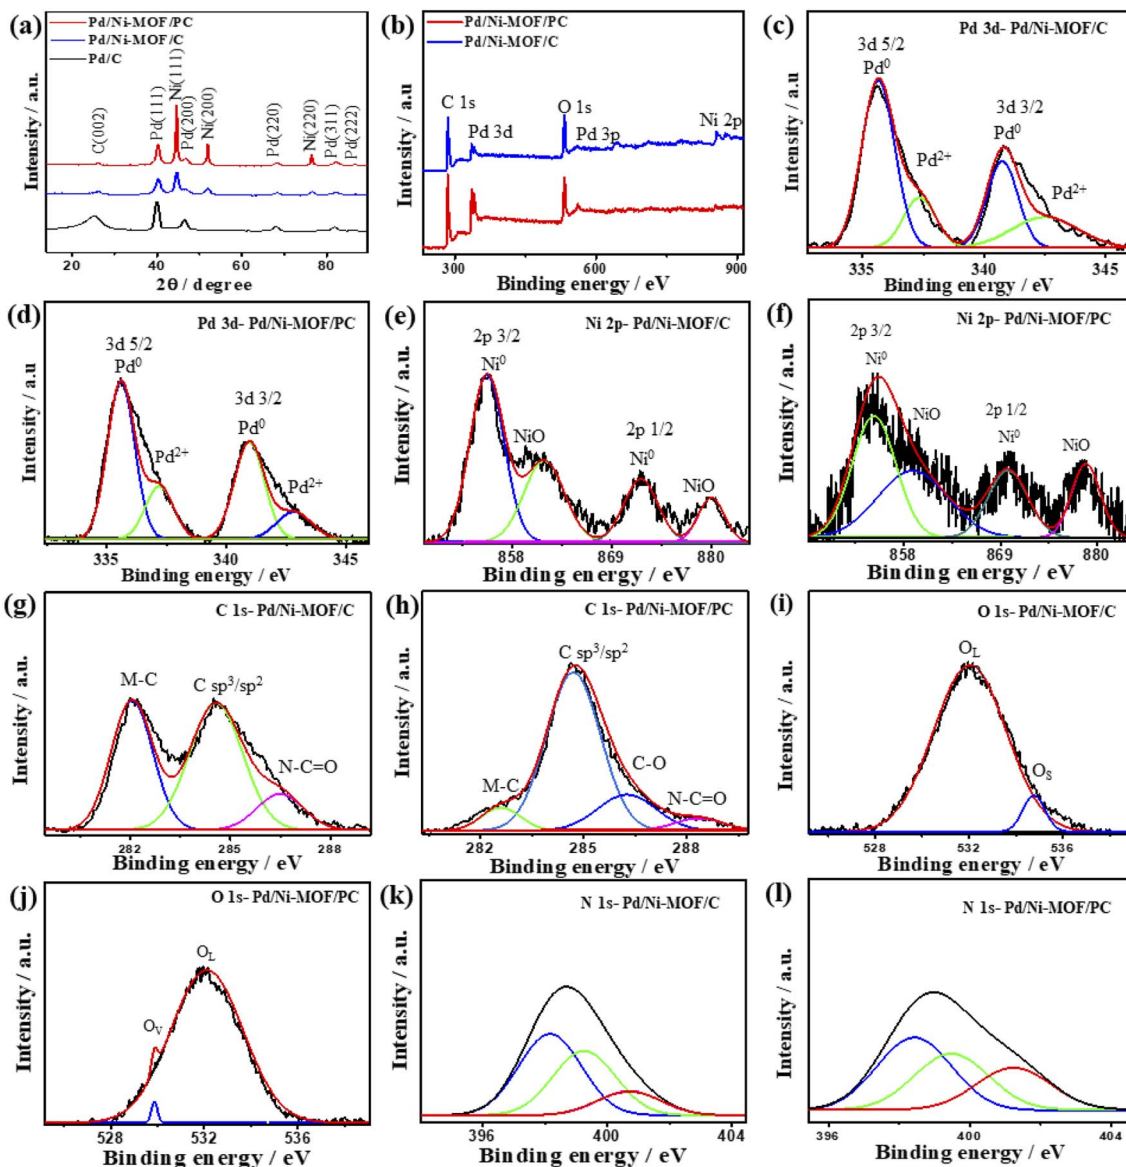 (a)
Pd/Ni-MOF/PC
Pd/Ni-MOF/C
Pd/C
C(002)
Pd(111)
Ni(111)
Pd(200)
Ni(200)
Pd(220)
Ni(220)
Pd(311)
Pd(222)
Intensity / a.u
20 40 60 80
2θ / degree
(b)
Pd/Ni-MOF/PC
Pd/Ni-MOF/C
C 1s
Pd 3d
O 1s
Pd 3p
Ni 2p
Intensity / a.u
300 600 900
Binding energy / eV
(c)
Pd 3d- Pd/Ni-MOF/C
3d 5/2
Pd⁰
Pd²⁺
3d 3/2
Pd⁰
Pd²⁺
Intensity / a.u.
335 340 345
Binding energy / eV
(d)
Pd 3d- Pd/Ni-MOF/PC
3d 5/2
Pd⁰
Pd²⁺
3d 3/2
Pd⁰
Pd²⁺
Intensity / a.u
335 341 345
Binding energy / eV
(e)
Ni 2p- Pd/Ni-MOF/C
2p 3/2
Ni⁰
NiO
2p 1/2
Ni⁰
NiO
Intensity / a.u.
858 869 880
Binding energy / eV
(f)
Ni 2p- Pd/Ni-MOF/PC
2p 3/2
Ni⁰
NiO
2p 1/2
Ni⁰
NiO
Intensity / a.u.
858 869 880
Binding energy / eV
(g)
C 1s- Pd/Ni-MOF/C
M-C
C sp³/sp²
N-C=O
Intensity / a.u.
282 285 288
Binding energy / eV
(h)
C 1s- Pd/Ni-MOF/PC
C sp³/sp²
M-C
C-O
N-C=O
Intensity / a.u.
282 285 288
Binding energy / eV
(i)
O 1s- Pd/Ni-MOF/C
O_L
O_S
Intensity / a.u.
528 532 536
Binding energy / eV
(j)
O 1s- Pd/Ni-MOF/PC
O_L
O_V
Intensity / a.u.
528 532 536
Binding energy / eV
(k)
N 1s- Pd/Ni-MOF/C
Intensity / a.u.
396 400 404
Binding energy / eV
(l)
N 1s- Pd/Ni-MOF/PC
Intensity / a.u.
396 400 404
Binding energy / eV